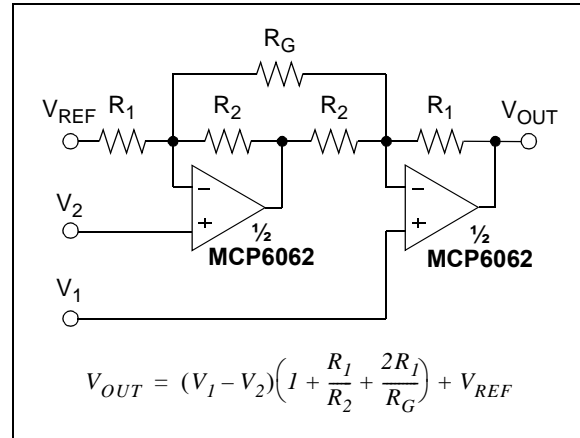 R_G
V_REF R_1 R_2 R_2 R_1 V_OUT
−
+
V_2
½
MCP6062
−
+
½
MCP6062
V_1
V_OUT = (V_1 – V_2)(1 + R_1/R_2 + 2R_1/R_G) + V_REF